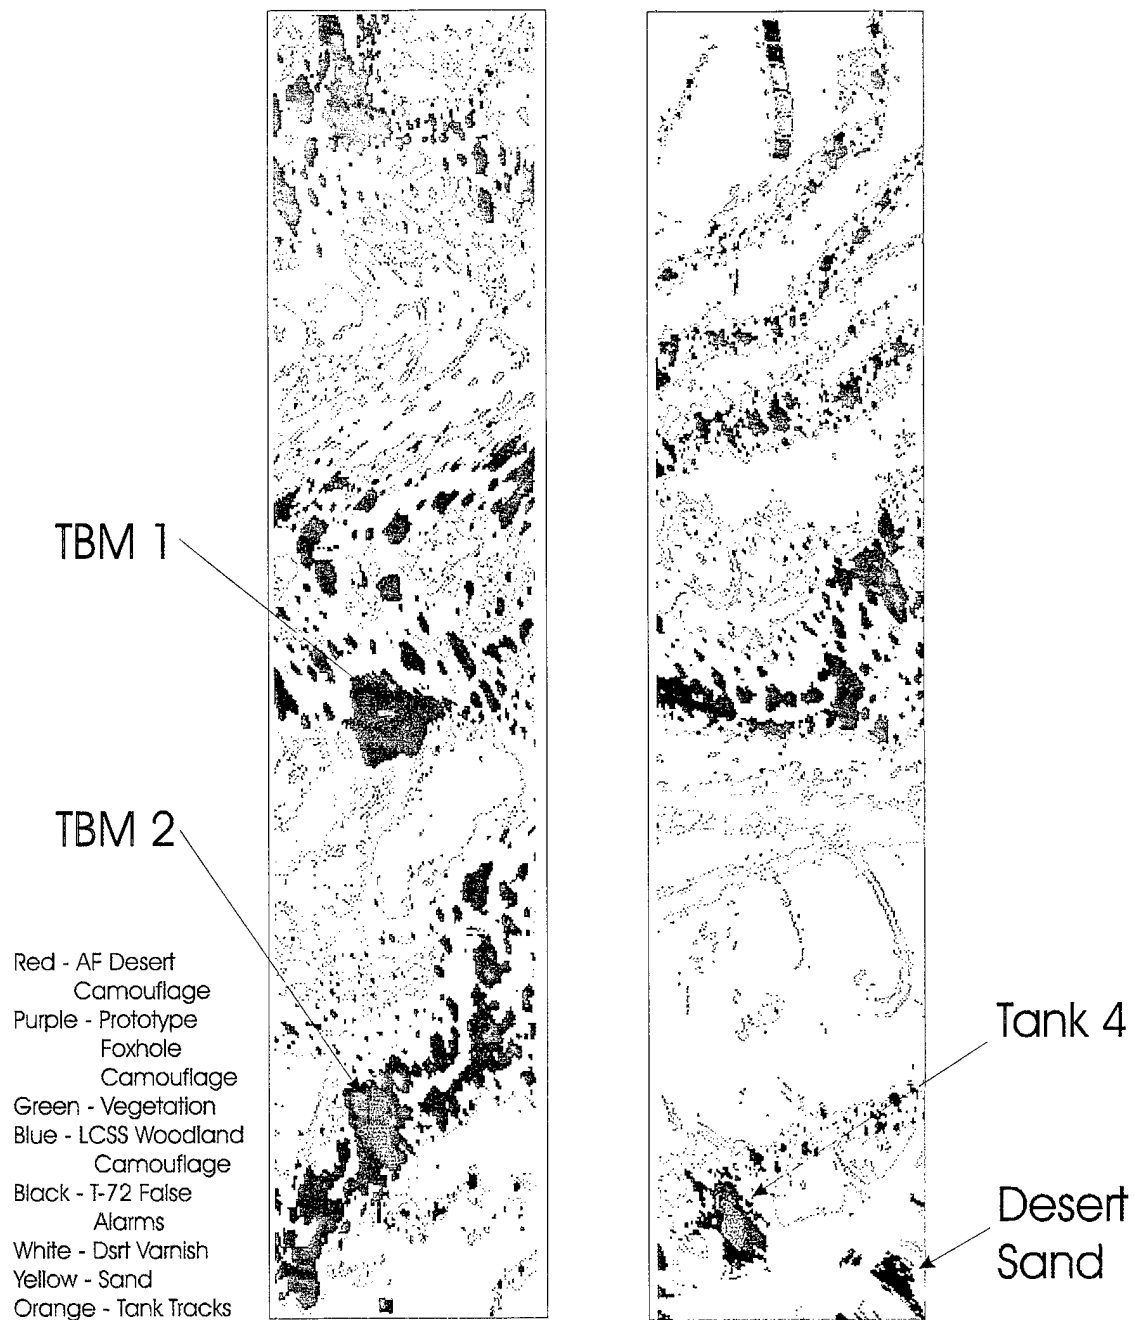 TBM 1
TBM 2
Red - AF Desert
Camouflage
Purple - Prototype
Foxhole
Camouflage
Green - Vegetation
Blue - LCSS Woodland
Camouflage
Black - T-72 False
Alarms
White - Dsrt Varnish
Yellow - Sand
Orange - Tank Tracks
Tank 4
Desert
Sand